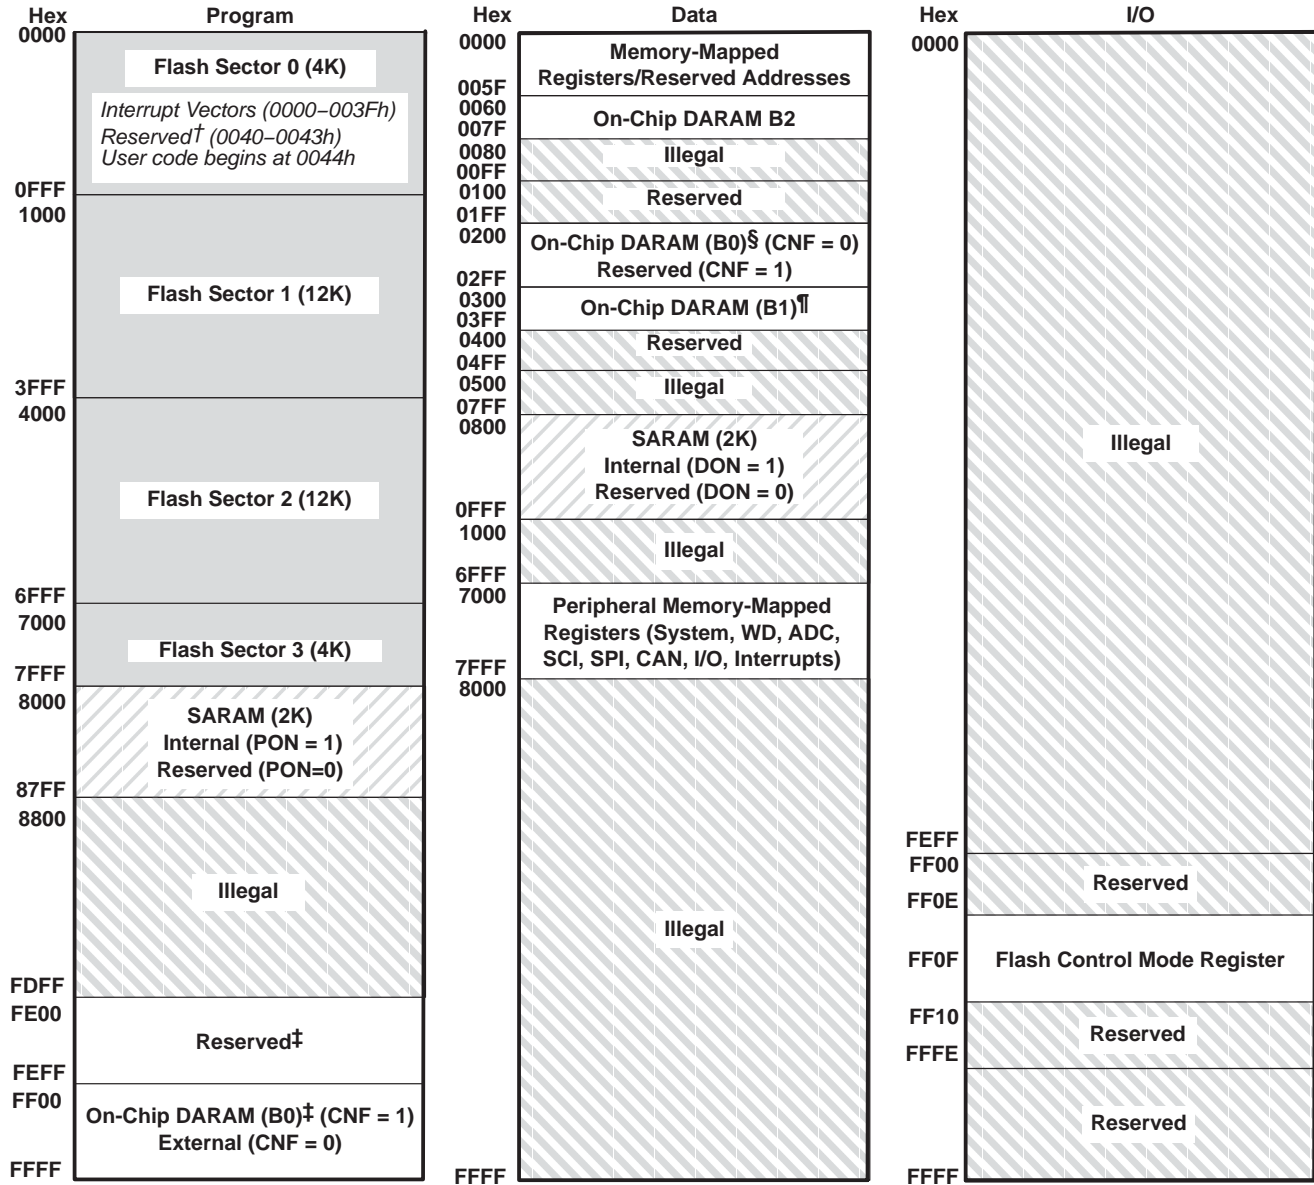 Hex Program
0000
Flash Sector 0 (4K)
Interrupt Vectors (0000–003Fh)
Reserved† (0040–0043h)
User code begins at 0044h
0FFF
1000
Flash Sector 1 (12K)
3FFF
4000
Flash Sector 2 (12K)
6FFF
7000
Flash Sector 3 (4K)
7FFF
8000
SARAM (2K)
Internal (PON = 1)
Reserved (PON=0)
87FF
8800
Illegal
FDFF
FE00
Reserved‡
FEFF
FF00
On-Chip DARAM (B0)‡ (CNF = 1)
External (CNF = 0)
FFFF
Hex Data
0000
Memory-Mapped
Registers/Reserved Addresses
005F
0060
On-Chip DARAM B2
007F
0080
Illegal
00FF
0100
Reserved
01FF
0200
On-Chip DARAM (B0)§ (CNF = 0)
Reserved (CNF = 1)
02FF
0300
On-Chip DARAM (B1)¶
03FF
0400
Reserved
04FF
0500
Illegal
07FF
0800
SARAM (2K)
Internal (DON = 1)
Reserved (DON = 0)
0FFF
1000
Illegal
6FFF
7000
Peripheral Memory-Mapped
Registers (System, WD, ADC,
SCI, SPI, CAN, I/O, Interrupts)
7FFF
8000
Illegal
FFFF
Hex I/O
0000
Illegal
FEFF
FF00
Reserved
FF0E
FF0F Flash Control Mode Register
FF10
Reserved
FFFE
Reserved
FFFF